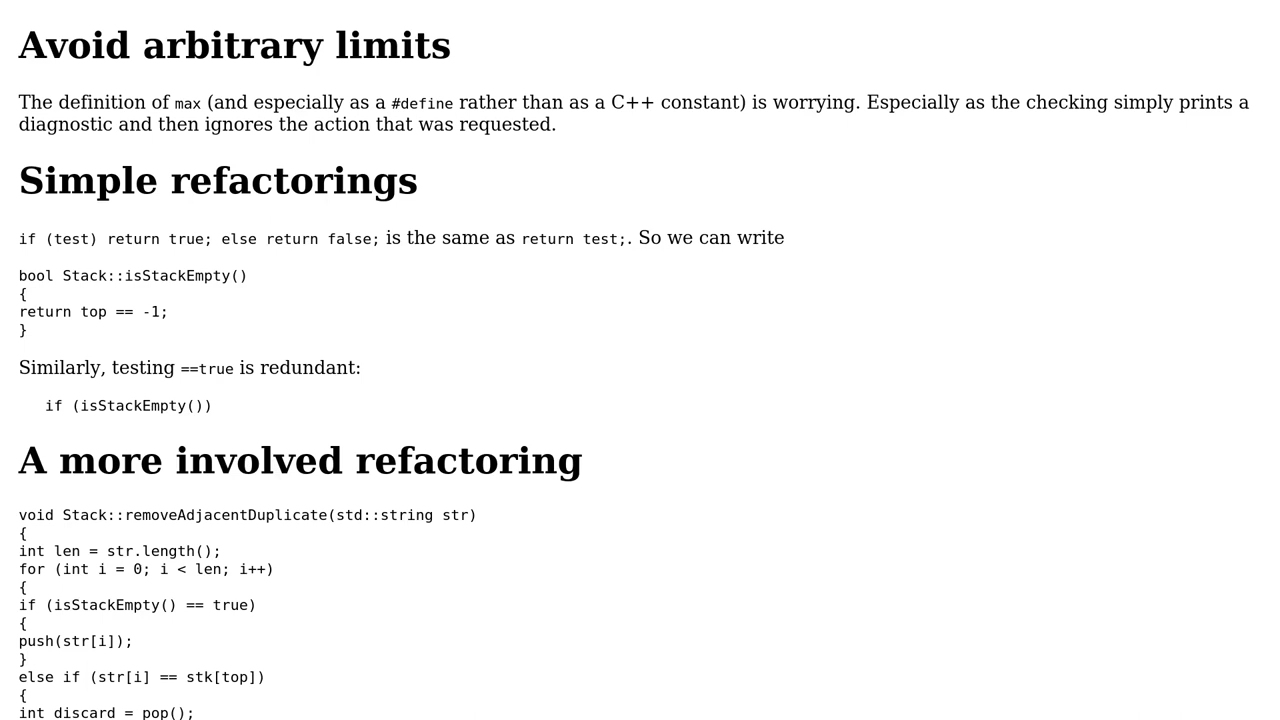 Avoid arbitrary limits
The definition of max (and especially as a #define rather than as a C++ constant) is worrying. Especially as the checking simply prints a
diagnostic and then ignores the action that was requested.
Simple refactorings
if (test) return true; else return false; is the same as return test;. So we can write
bool Stack::isStackEmpty()
{
return top == -1;
}
Similarly, testing ==true is redundant:
if (isStackEmpty())
A more involved refactoring
void Stack::removeAdjacentDuplicate(std::string str)
{
int len = str.length();
for (int i = 0; i < len; i++)
{
if (isStackEmpty() == true)
{
push(str[i]);
}
else if (str[i] == stk[top])
{
int discard = pop();